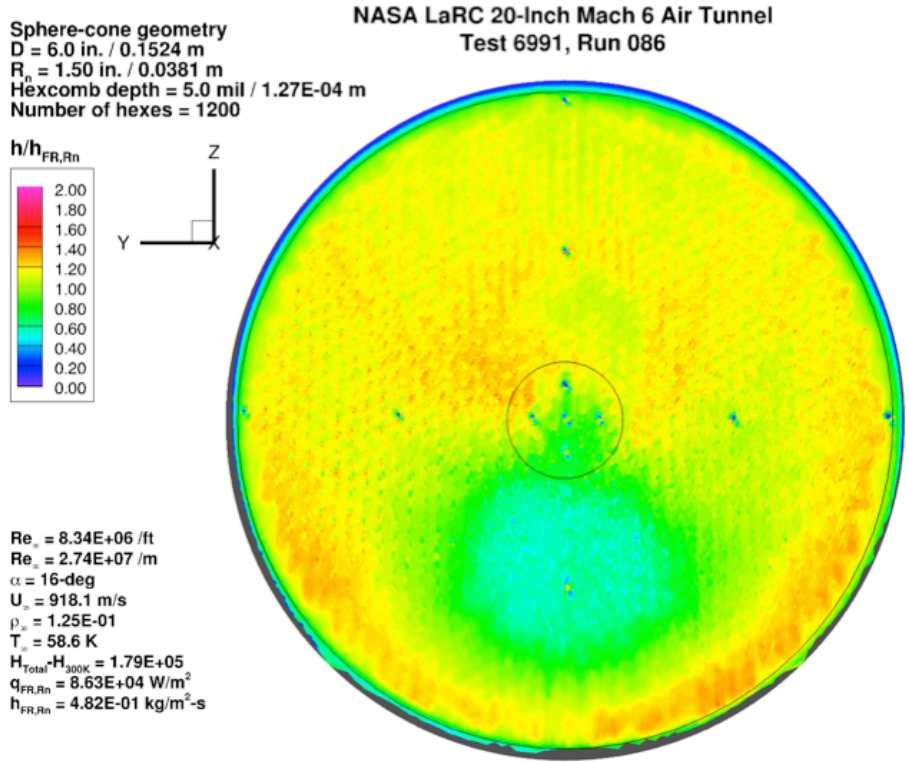 NASA LaRC 20-Inch Mach 6 Air Tunnel
Test 6991, Run 086
Sphere-cone geometry
D = 6.0 in. / 0.1524 m
Rn = 1.50 in. / 0.0381 m
Hexcomb depth = 5.0 mil / 1.27E-04 m
Number of hexes = 1200
h/hFR,Rn
2.00
1.80
1.60
1.40
1.20
1.00
0.80
0.60
0.40
0.20
0.00
Z
Y
X
Re∞ = 8.34E+06 /ft
Re∞ = 2.74E+07 /m
α = 16-deg
U∞ = 918.1 m/s
ρ∞ = 1.25E-01
T∞ = 58.6 K
HTotal-H300K = 1.79E+05
qFR,Rn = 8.63E+04 W/m²
hFR,Rn = 4.82E-01 kg/m²-s